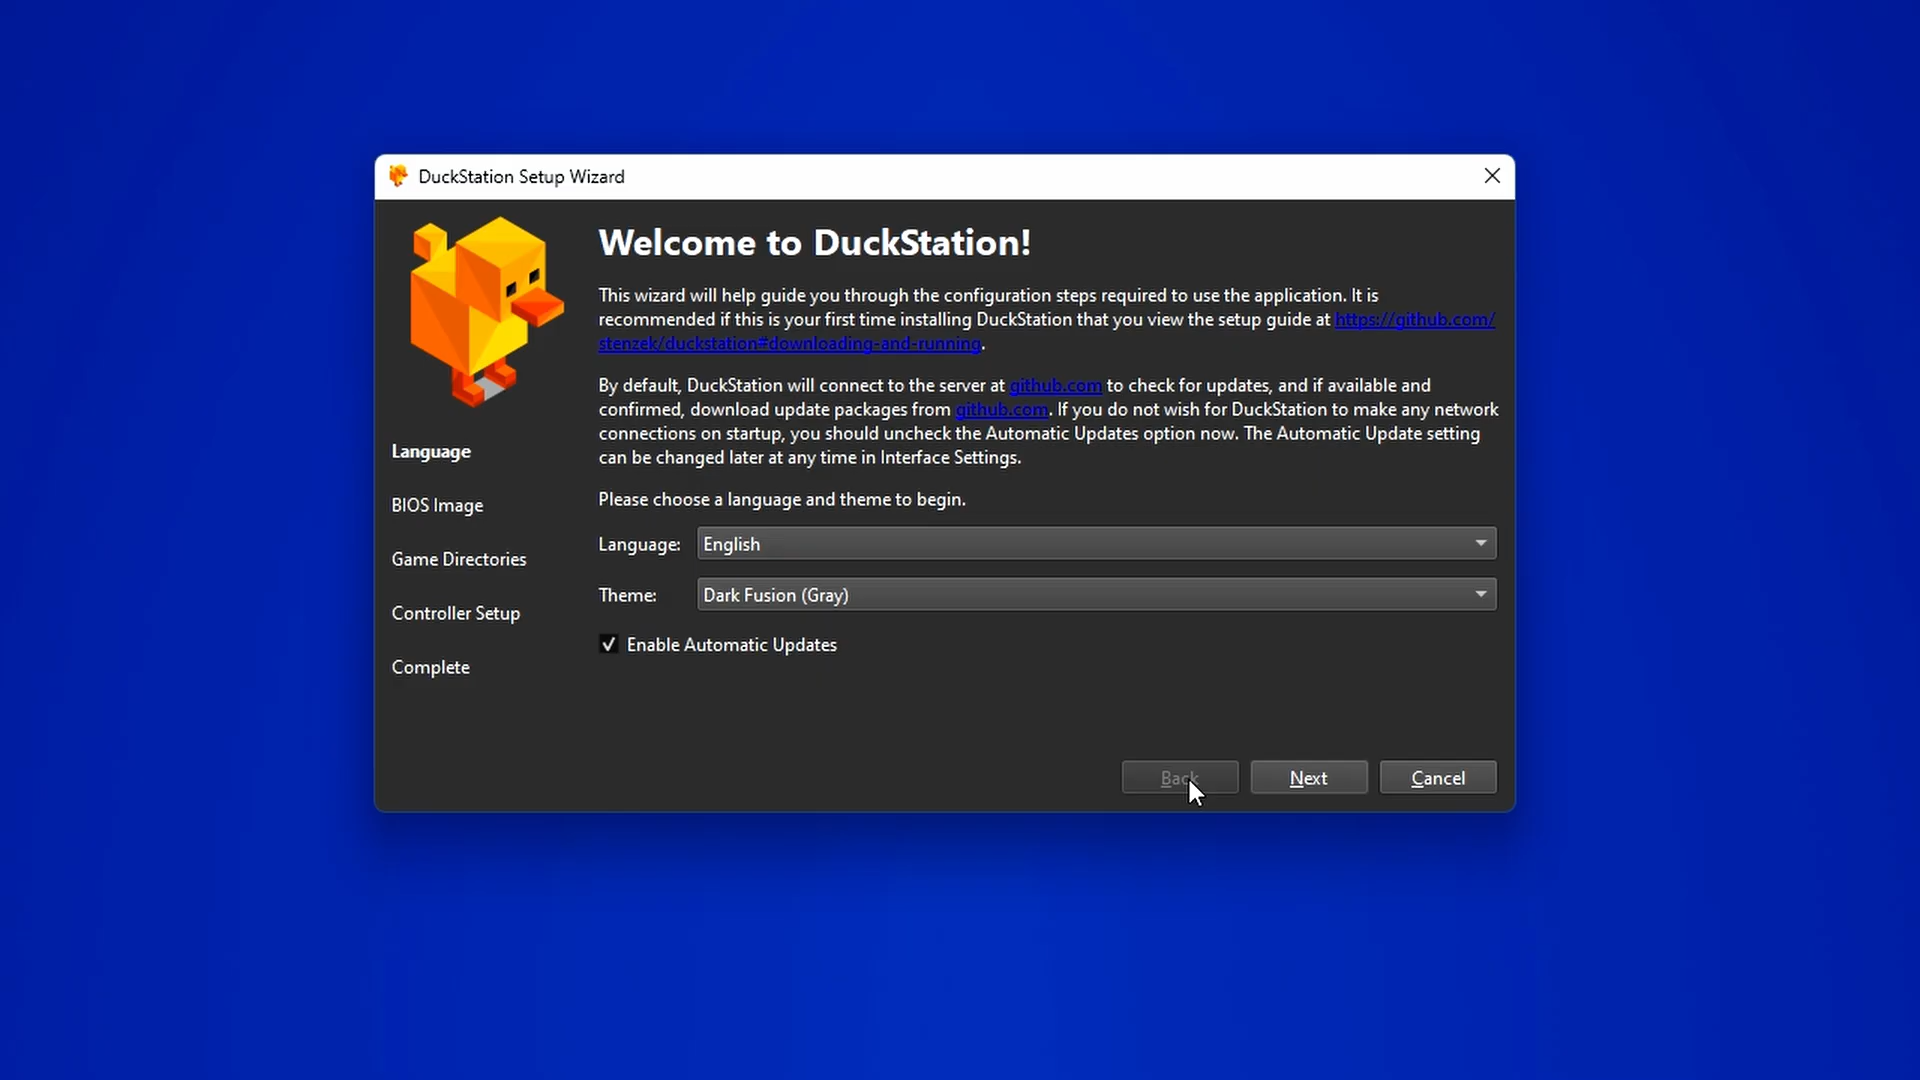 DuckStation Setup Wizard
Welcome to DuckStation!
This wizard will help guide you through the configuration steps required to use the application. It is
recommended if this is your first time installing DuckStation that you view the setup guide at https://github.com/
stenzek/duckstation#downloading-and-running.
By default, DuckStation will connect to the server at github.com to check for updates, and if available and
confirmed, download update packages from github.com. If you do not wish for DuckStation to make any network
connections on startup, you should uncheck the Automatic Updates option now. The Automatic Update setting
can be changed later at any time in Interface Settings.
Please choose a language and theme to begin.
Language: English
Theme: Dark Fusion (Gray)
Enable Automatic Updates
Language
BIOS Image
Game Directories
Controller Setup
Complete
Back Next Cancel